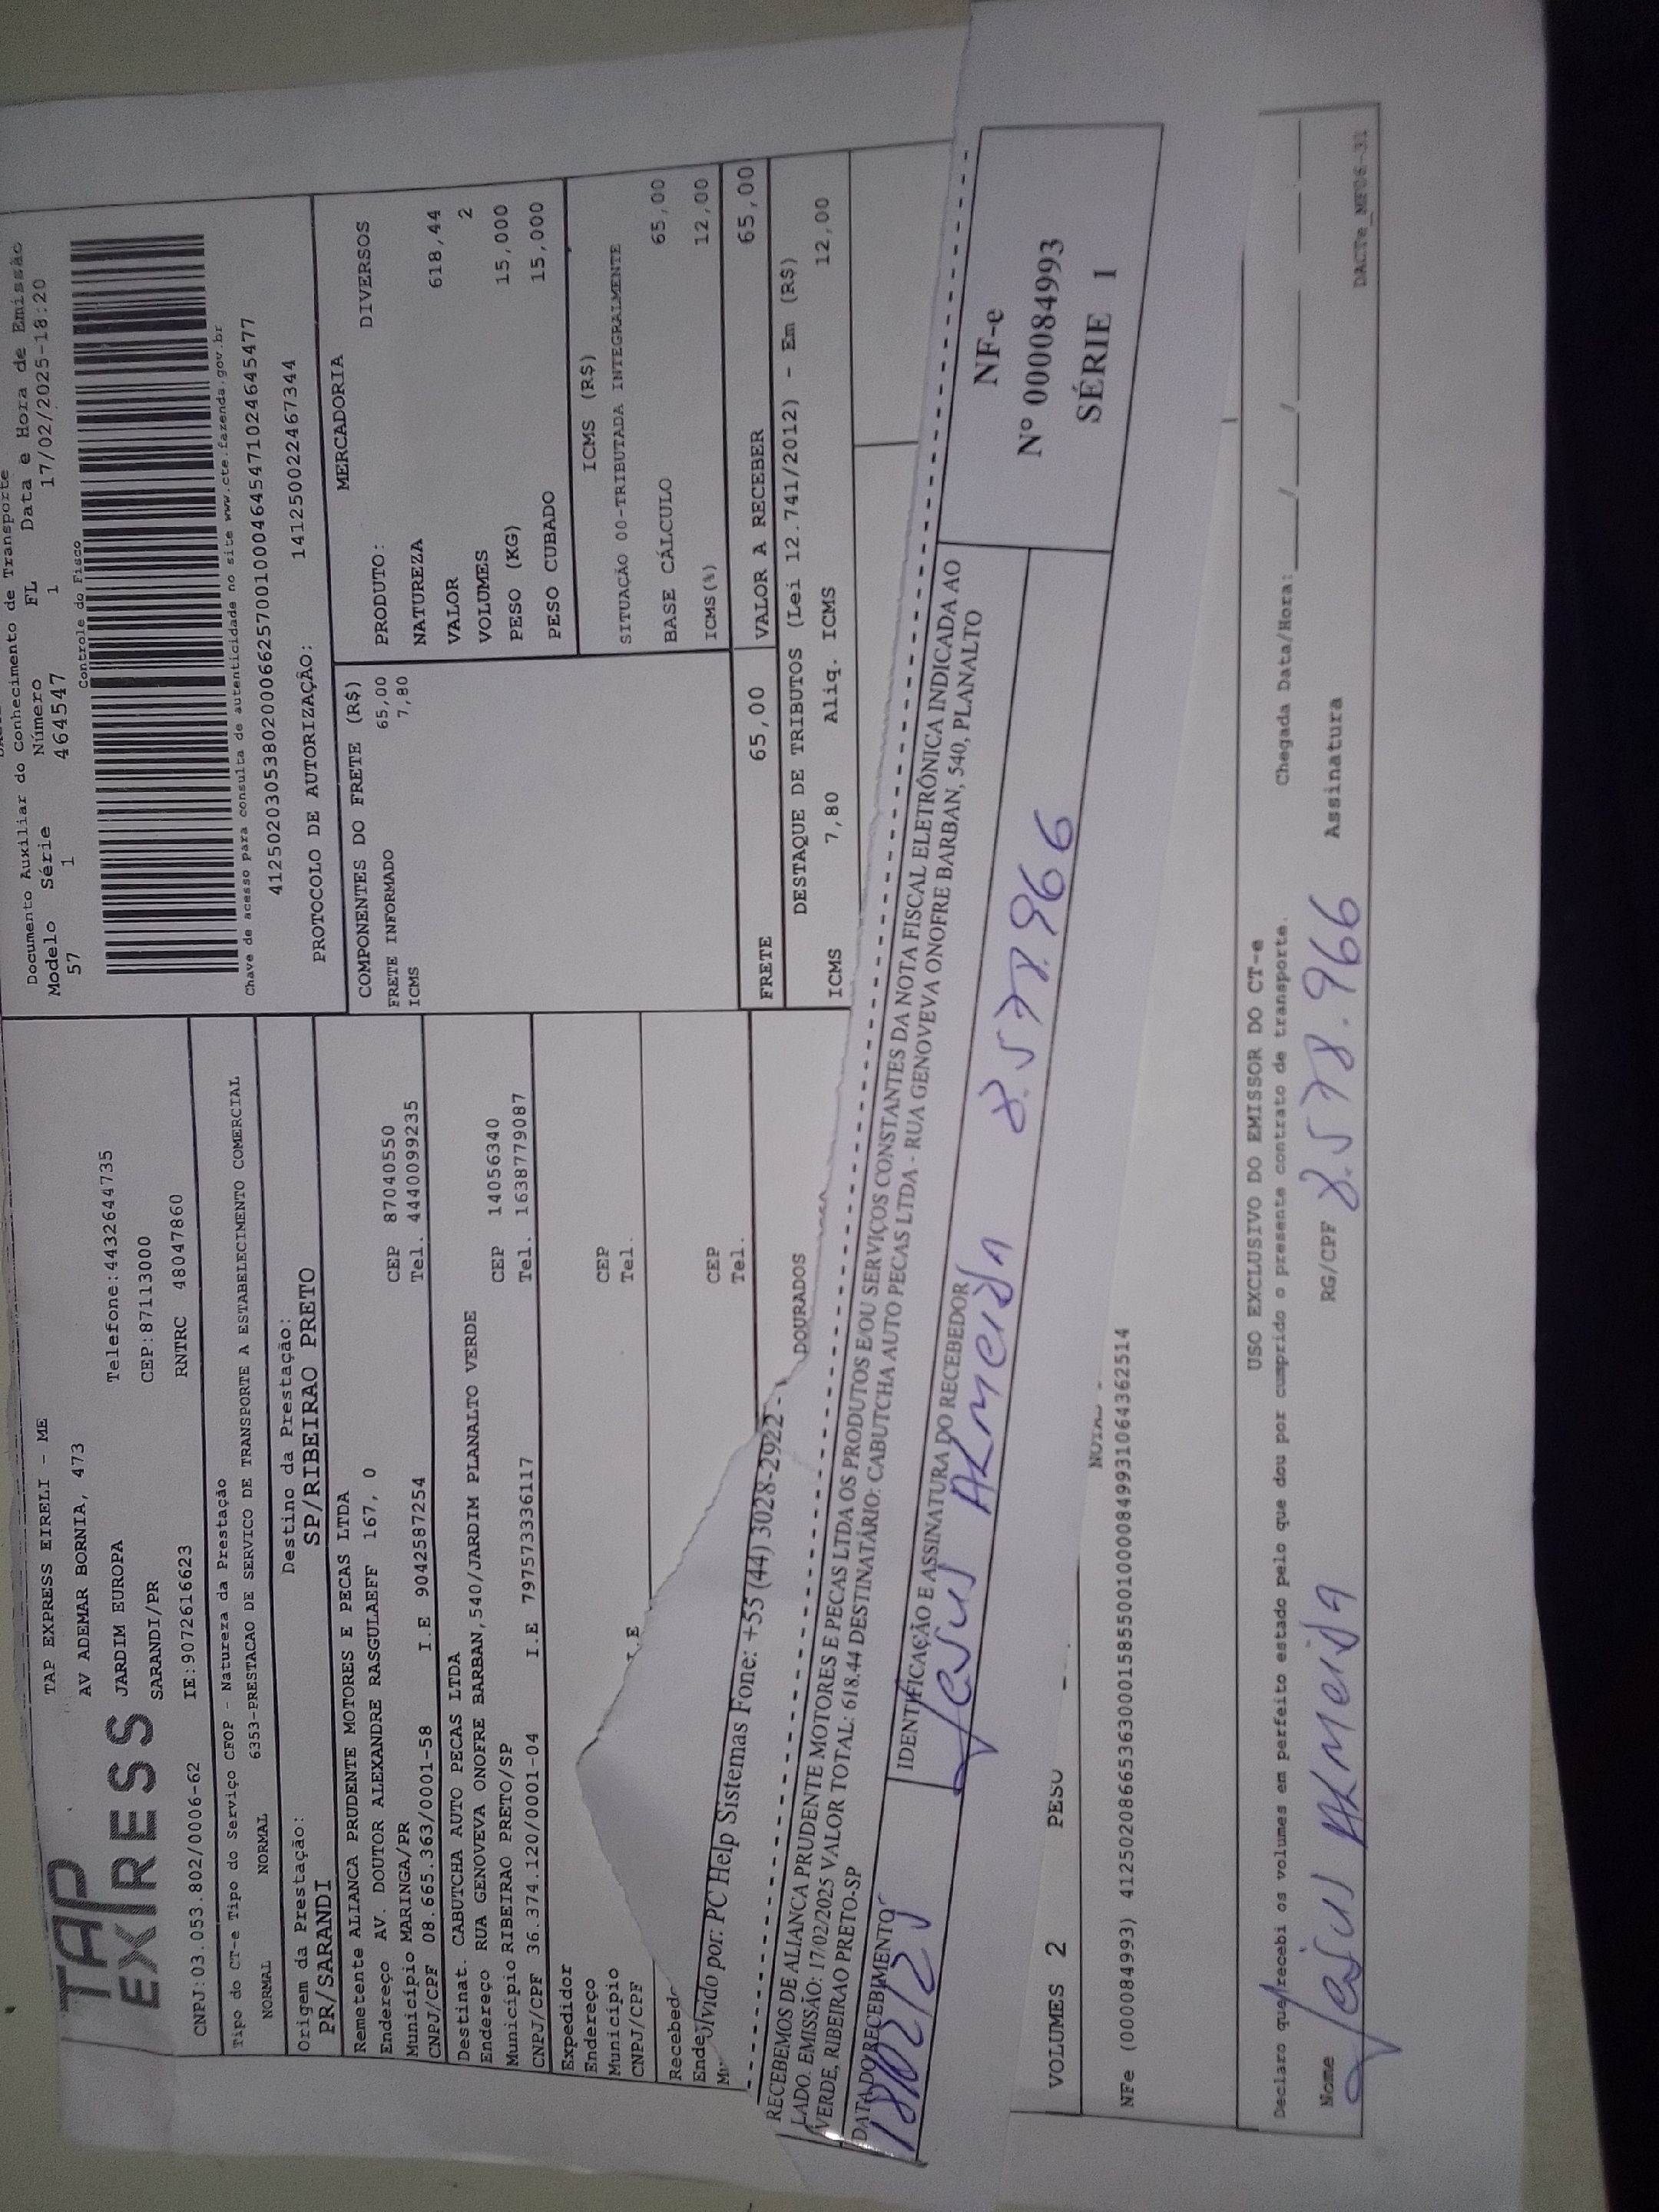 TAP
EXPRESS
TAP EXPRESS EIRELI - ME
AV ADEMAR BORNIA, 473
JARDIM EUROPA
Telefone:4432644735
SARANDI/PR
CEP:87113000
CNPJ:03.053.802/0006-62
IE:9072616623
RNTRC 48047860
Tipo do CT-e Tipo do Serviço CFOP - Natureza da Prestação
NORMAL NORMAL 6353-PRESTACAO DE SERVICO DE TRANSPORTE A ESTABELECIMENTO COMERCIAL
Origem da Prestação: Destino da Prestação:
PR/SARANDI SP/RIBEIRAO PRETO
Documento Auxiliar do Conhecimento de Transporte
Modelo Série Número FL Data e Hora de Emissão
57 1 464547 1 17/02/2025-18:20
Controle do Fisco
Chave de acesso para consulta de autenticidade no site www.cte.fazenda.gov.br
41250203053802000662570010004645471024645477
PROTOCOLO DE AUTORIZAÇÃO: 141250022467344
Remetente ALIANCA PRUDENTE MOTORES E PECAS LTDA
Endereço AV. DOUTOR ALEXANDRE RASGULAEFF 167, 0
CEP 87040550
Município MARINGA/PR
Tel. 4440099235
CNPJ/CPF 08.665.363/0001-58 I.E 9042587254
Destinat. CABUTCHA AUTO PECAS LTDA
Endereço RUA GENOVEVA ONOFRE BARBAN,540/JARDIM PLANALTO VERDE
Município RIBEIRAO PRETO/SP CEP 14056340
CNPJ/CPF 36.374.120/0001-04 I.E 797573336117 Tel. 1638779087
Expedidor
Endereço
Município CEP
CNPJ/CPF I.E Tel.
Recebed
Ende
CEP
Tel.
COMPONENTES DO FRETE (R$)
FRETE INFORMADO 65,00
ICMS 7,80
MERCADORIA
PRODUTO: DIVERSOS
NATUREZA
VALOR 618,44
VOLUMES 2
PESO (KG) 15,000
PESO CUBADO 15,000
ICMS (R$)
SITUAÇÃO 00-TRIBUTADA INTEGRALMENTE
BASE CÁLCULO 65,00
ICMS(%) 12,00
FRETE 65,00 VALOR A RECEBER 65,00
DESTAQUE DE TRIBUTOS (Lei 12.741/2012) - Em (R$)
ICMS 7,80 Aliq. ICMS 12,00
DOURADOS
lvido por: PC Help Sistemas Fone: +55 (44) 3028-2922 -
RECEBEMOS DE ALIANCA PRUDENTE MOTORES E PECAS LTDA OS PRODUTOS E/OU SERVIÇOS CONSTANTES DA NOTA FISCAL ELETRÔNICA INDICADA AO
LADO. EMISSÃO: 17/02/2025 VALOR TOTAL: 618.44 DESTINATÁRIO: CABUTCHA AUTO PECAS LTDA - RUA GENOVEVA ONOFRE BARBAN, 540, PLANALTO
VERDE, RIBEIRAO PRETO-SP
DATA DO RECEBIMENTO IDENTIFICAÇÃO E ASSINATURA DO RECEBEDOR
18/02/25 Jesus ALMeidA 8.578.966
NF-e
Nº 000084993
SÉRIE 1
VOLUMES 2 PESO
NFe (000084993) 41250208665363000158550010000849931064362514
USO EXCLUSIVO DO EMISSOR DO CT-e
Declaro que recebi os volumes em perfeito estado pelo que dou por cumprido o presente contrato de transporte. Chegada Data/Hora:___/___/___
Nome Jesus ALMeidA RG/CPF 8.578.966 Assinatura
DACTe_MF06-31